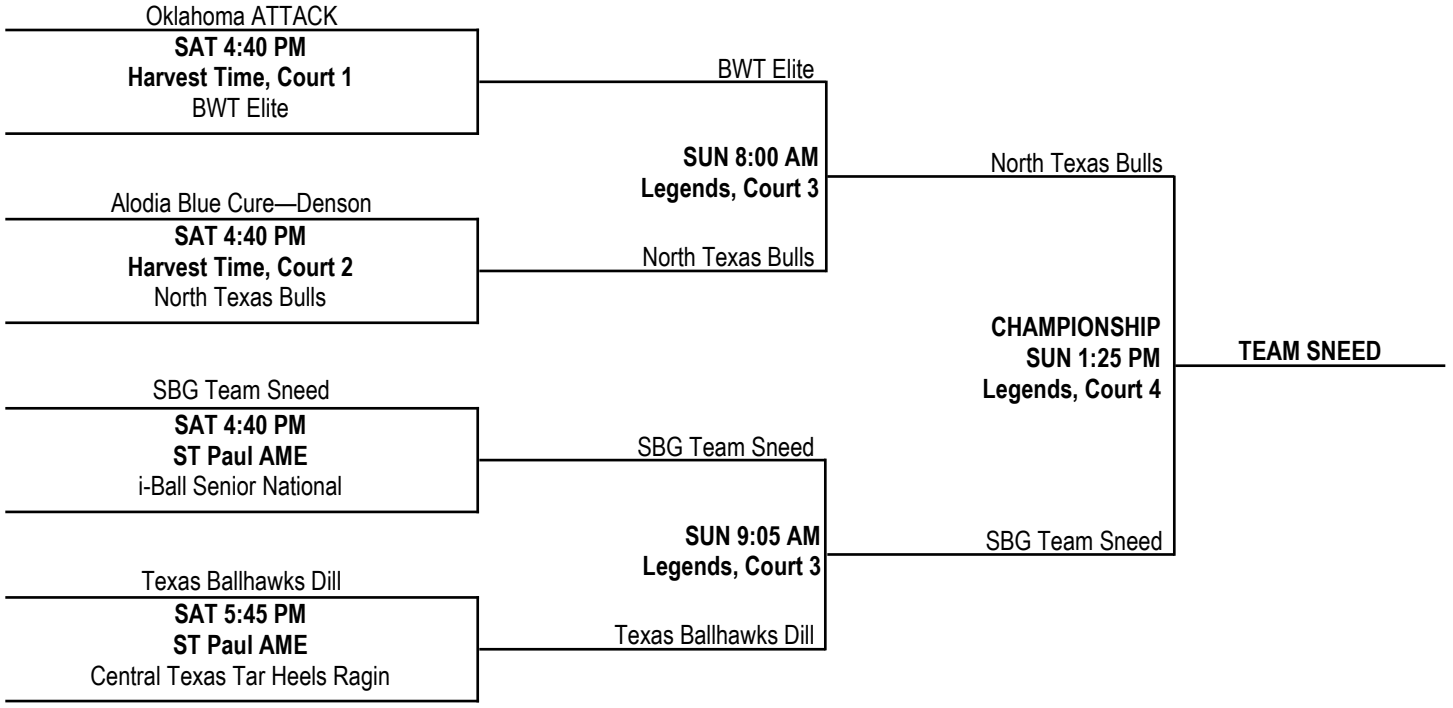 Oklahoma ATTACK
SAT 4:40 PM
Harvest Time, Court 1
BWT Elite
Alodia Blue Cure—Denson
SAT 4:40 PM
Harvest Time, Court 2
North Texas Bulls
SBG Team Sneed
SAT 4:40 PM
ST Paul AME
i-Ball Senior National
Texas Ballhawks Dill
SAT 5:45 PM
ST Paul AME
Central Texas Tar Heels Ragin
BWT Elite
SUN 8:00 AM
Legends, Court 3
North Texas Bulls
SBG Team Sneed
SUN 9:05 AM
Legends, Court 3
Texas Ballhawks Dill
North Texas Bulls
CHAMPIONSHIP
SUN 1:25 PM
Legends, Court 4
SBG Team Sneed
TEAM SNEED